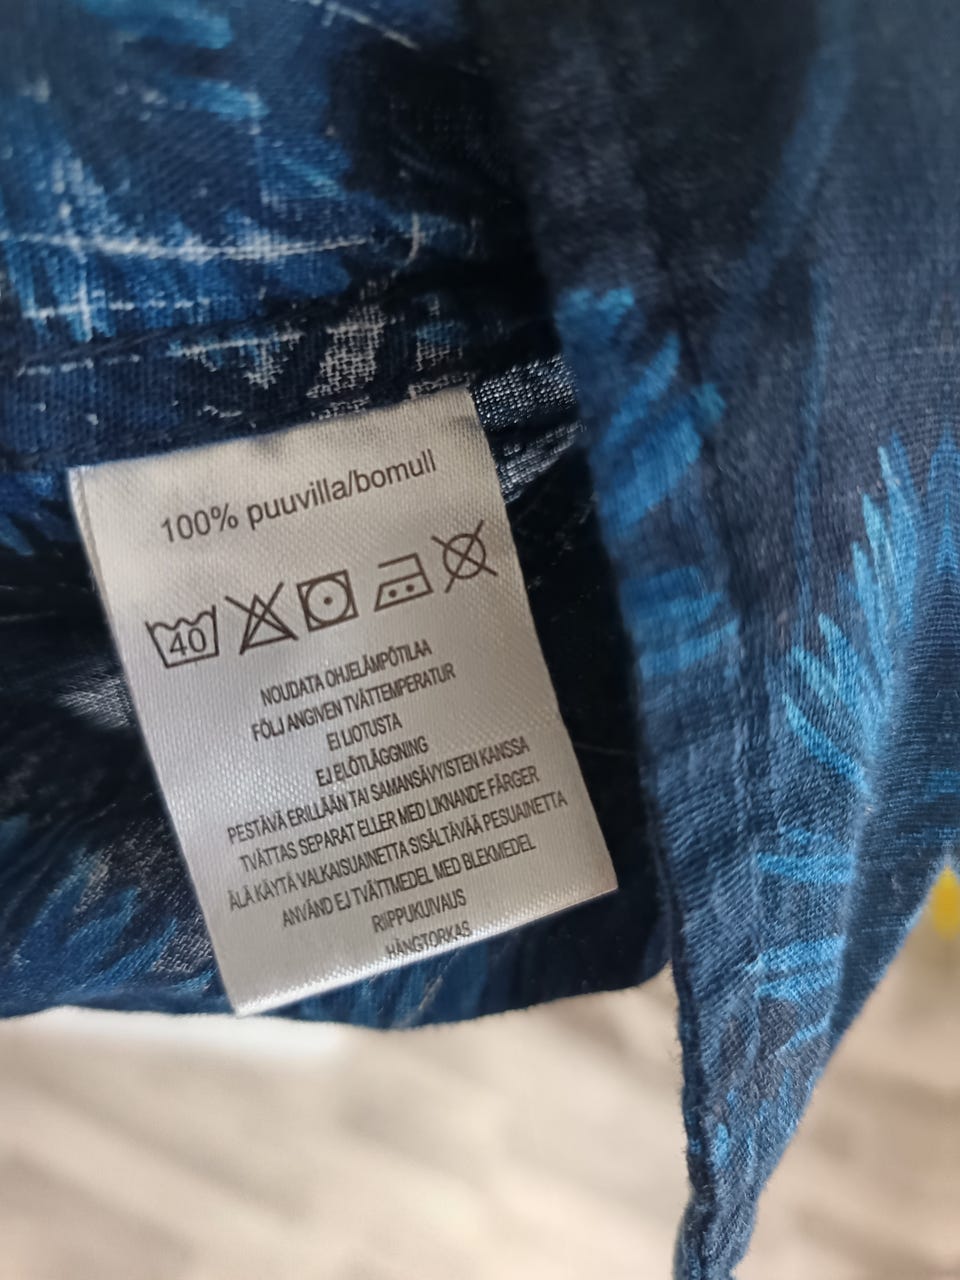 100% puuvilla/bomull
40
NOUDATA OHJELÄMPÖTILAA
FÖLJ ANGIVEN TVÄTTEMPERATUR
EI LIOTUSTA
EJ BLÖTLÄGGNING
PESTÄVÄ ERILLÄÄN TAI SAMANSÄVYISTEN KANSSA
TVÄTTAS SEPARAT ELLER MED LIKNANDE FÄRGER
ÄLÄ KÄYTÄ VALKAISUAINETTA SISÄLTÄVÄÄ PESUAINETTA
ANVÄND EJ TVÄTTMEDEL MED BLEKMEDEL
RIIPPUKUIVAUS
HÄNGTORKAS